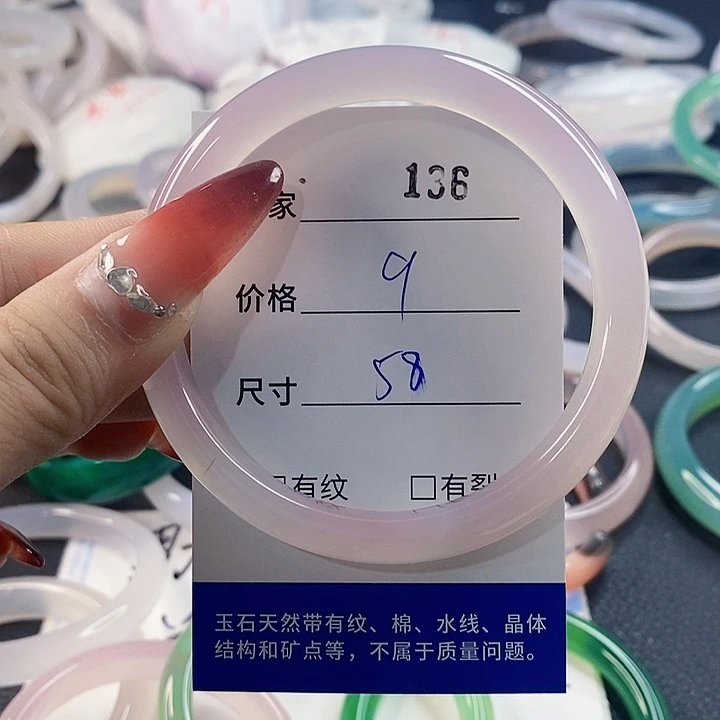 家 136
价格 9
尺寸 58
有纹 □有裂
玉石天然带有纹、棉、水线、晶体
结构和矿点等，不属于质量问题。